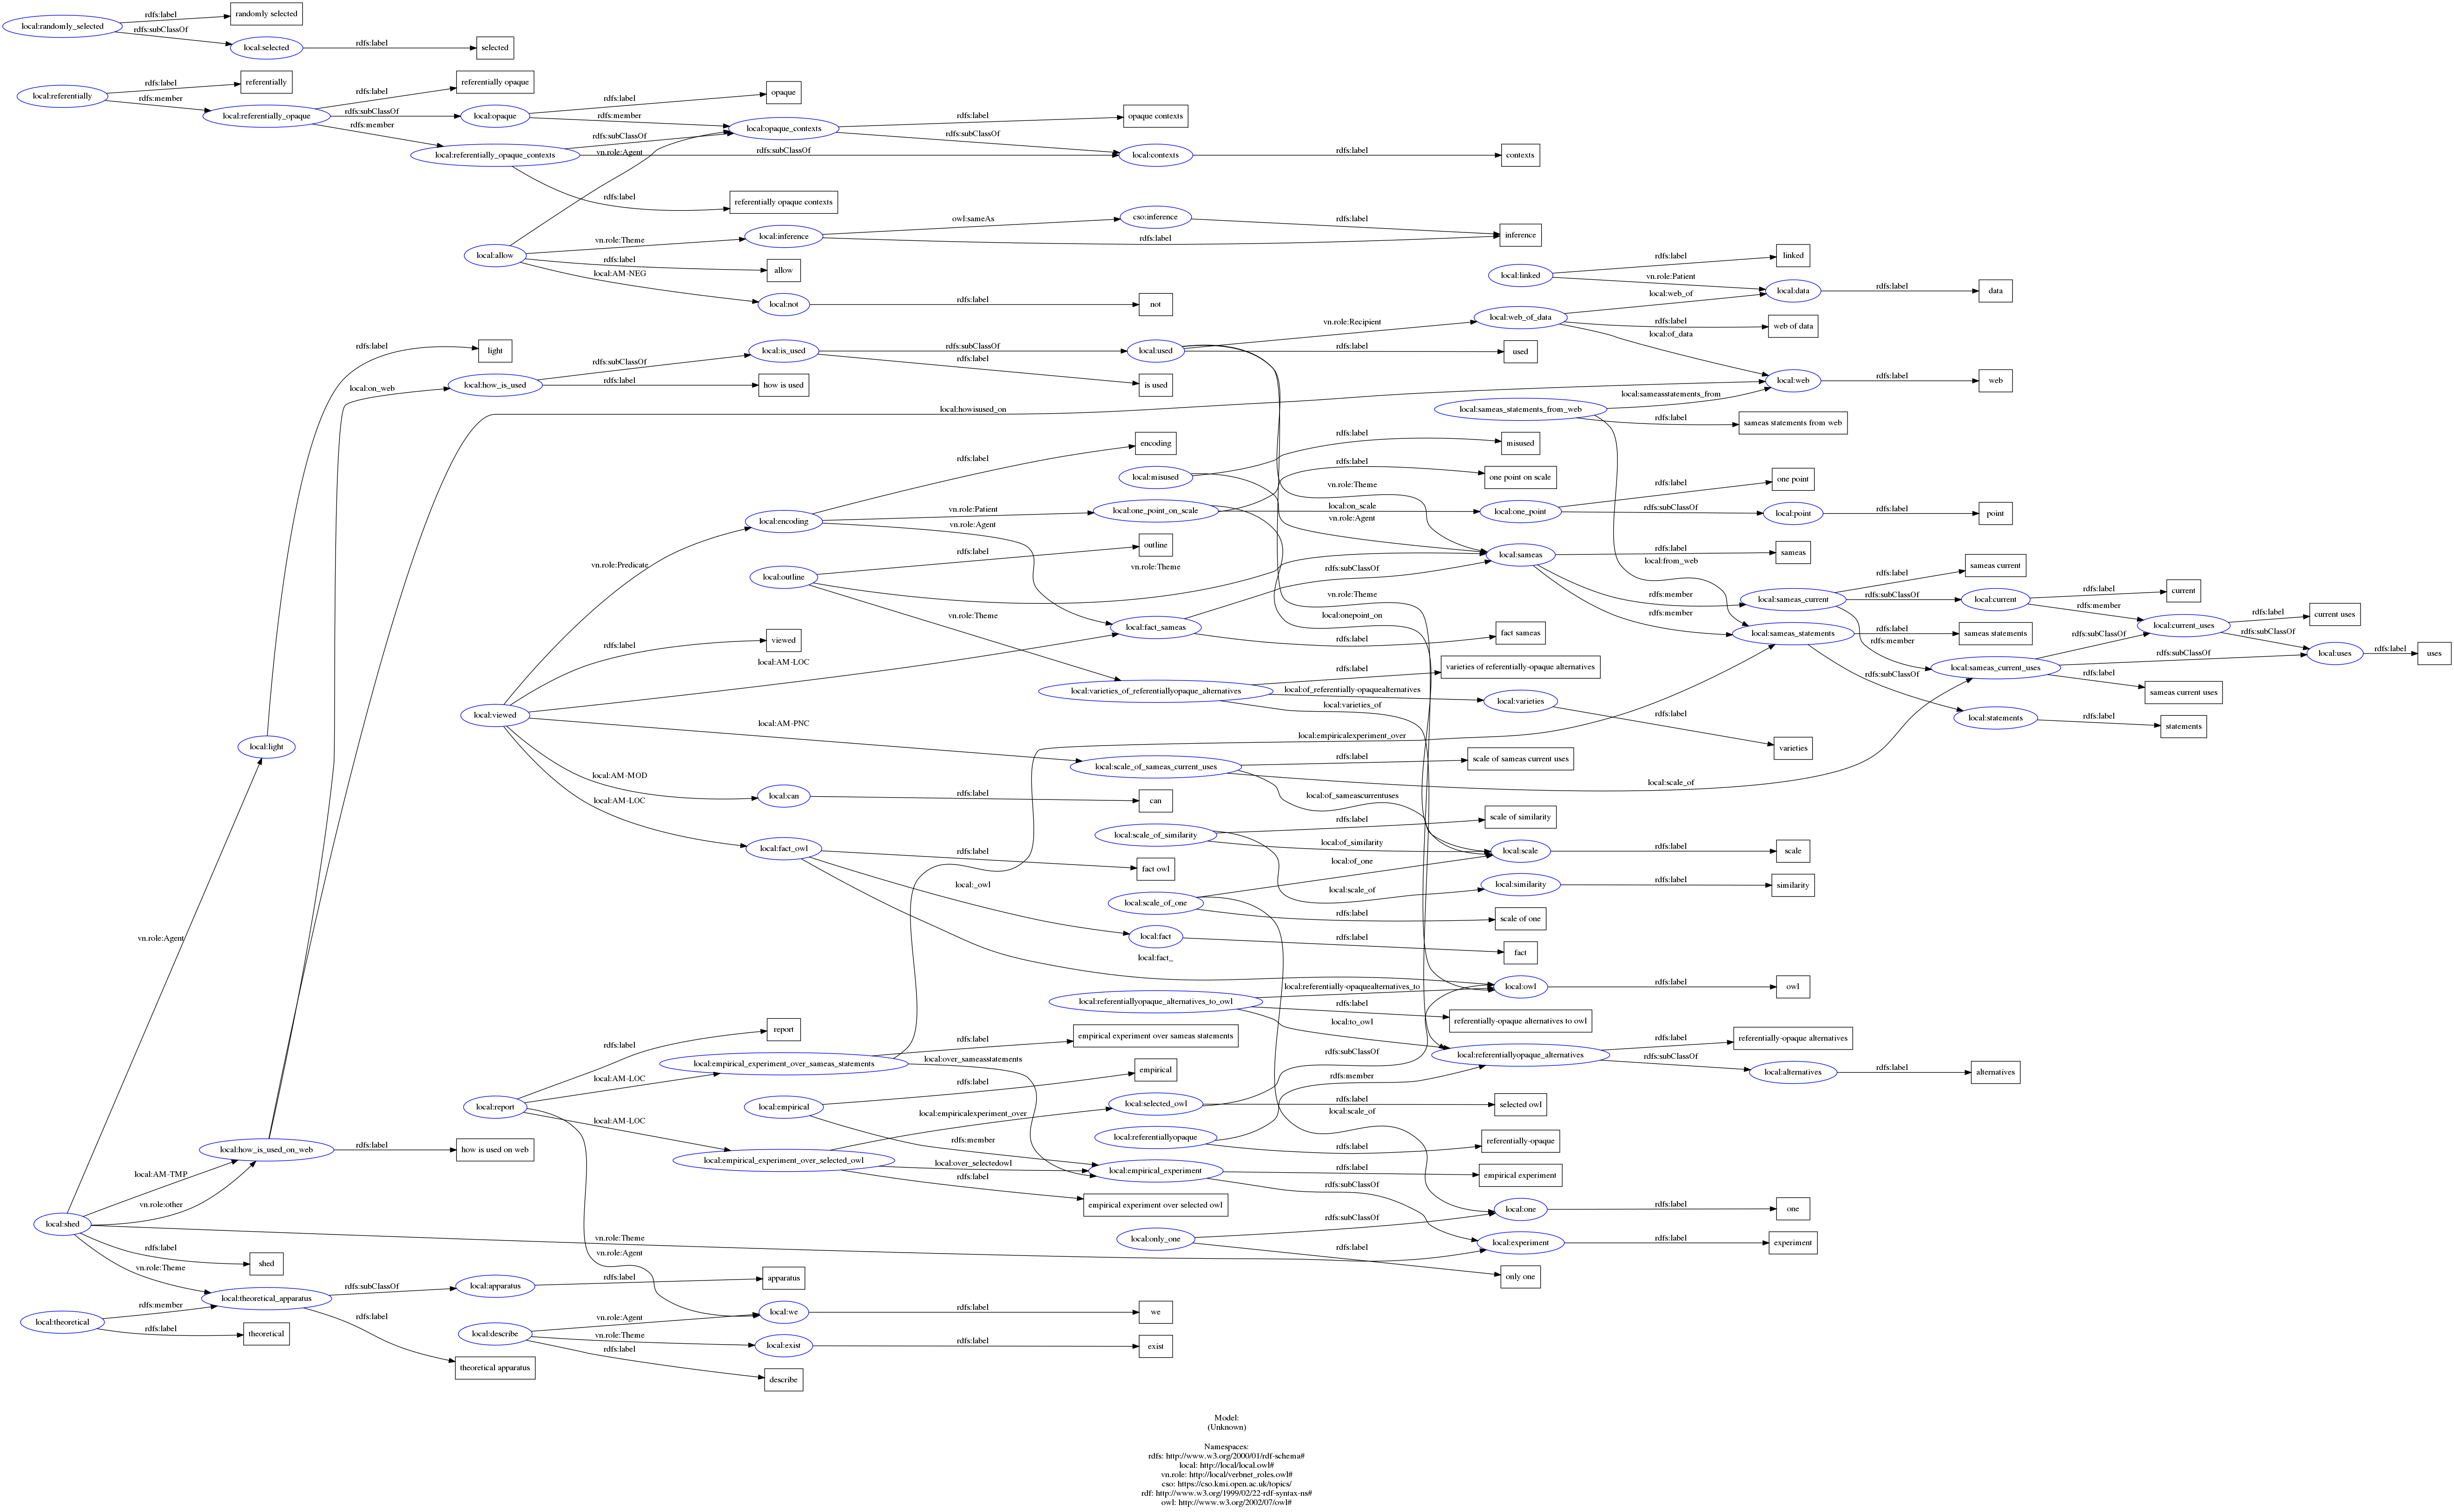 rdfs:label
randomly selected
local:randomly_selected
rdfs:subClassOf
local:selected
rdfs:label
selected
rdfs:label
referentially
local:referentially
rdfs:member
local:referentially_opaque
rdfs:label
referentially opaque
rdfs:subClassOf
local:opaque
rdfs:label
opaque
rdfs:member
rdfs:member
local:opaque_contexts
rdfs:label
opaque contexts
rdfs:subClassOf
rdfs:subClassOf
vn.role:Agent
local:referentially_opaque_contexts
rdfs:subClassOf
local:contexts
rdfs:label
contexts
rdfs:label
referentially opaque contexts
local:allow
vn.role:Theme
local:inference
owl:sameAs
cso:inference
rdfs:label
rdfs:label
inference
rdfs:label
allow
local:AM-NEG
local:not
rdfs:label
not
local:linked
rdfs:label
linked
vn.role:Patient
local:data
rdfs:label
data
local:web_of
local:web_of_data
rdfs:label
web of data
local:of_data
local:web
rdfs:label
web
rdfs:label
light
local:on_web
local:how_is_used
rdfs:subClassOf
local:is_used
rdfs:subClassOf
local:used
vn.role:Recipient
rdfs:label
used
rdfs:label
is used
rdfs:label
how is used
local:howisused_on
local:sameas_statements_from_web
local:sameasstatements_from
rdfs:label
sameas statements from web
local:from_web
rdfs:label
encoding
local:misused
rdfs:label
misused
local:encoding
vn.role:Patient
vn.role:Agent
local:one_point_on_scale
rdfs:label
one point on scale
vn.role:Theme
local:on_scale
vn.role:Agent
local:one_point
rdfs:label
one point
rdfs:subClassOf
local:point
rdfs:label
point
vn.role:Predicate
local:outline
rdfs:label
outline
vn.role:Theme
vn.role:Theme
local:sameas
rdfs:label
sameas
rdfs:subClassOf
vn.role:Theme
local:onepoint_on
local:fact_sameas
rdfs:label
fact sameas
rdfs:member
rdfs:member
local:sameas_current
rdfs:label
sameas current
rdfs:subClassOf
local:current
rdfs:label
current
rdfs:member
local:current_uses
rdfs:label
current uses
rdfs:subClassOf
local:uses
rdfs:label
uses
local:sameas_statements
rdfs:label
sameas statements
rdfs:member
rdfs:subClassOf
rdfs:subClassOf
local:sameas_current_uses
rdfs:subClassOf
rdfs:label
sameas current uses
local:statements
rdfs:label
statements
local:viewed
rdfs:label
viewed
local:AM-LOC
local:varieties_of_referentiallyopaque_alternatives
rdfs:label
varieties of referentially-opaque alternatives
local:of_referentially-opaquealternatives
local:varieties_of
local:varieties
rdfs:label
varieties
local:light
local:AM-PNC
local:scale_of_sameas_current_uses
local:empiricalexperiment_over
rdfs:label
scale of sameas current uses
local:scale_of
local:of_sameascurrentuses
local:AM-MOD
local:can
rdfs:label
can
local:AM-LOC
local:scale_of_similarity
rdfs:label
scale of similarity
local:of_similarity
local:scale
rdfs:label
scale
local:fact_owl
rdfs:label
fact owl
local:of_one
local:scale_of
local:similarity
rdfs:label
similarity
local:_owl
local:scale_of_one
rdfs:label
scale of one
local:fact
rdfs:label
fact
local:fact_
local:owl
rdfs:label
owl
vn.role:Agent
local:referentiallyopaque_alternatives_to_owl
local:referentially-opaquealternatives_to
rdfs:label
referentially-opaque alternatives to owl
local:to_owl
rdfs:label
report
local:empirical_experiment_over_sameas_statements
rdfs:label
empirical experiment over sameas statements
local:over_sameasstatements
rdfs:subClassOf
local:referentiallyopaque_alternatives
rdfs:label
referentially-opaque alternatives
rdfs:subClassOf
local:alternatives
rdfs:label
alternatives
local:report
local:AM-LOC
local:AM-LOC
local:empirical
rdfs:label
empirical
local:empiricalexperiment_over
local:selected_owl
rdfs:member
rdfs:label
selected owl
local:scale_of
local:referentiallyopaque
rdfs:label
referentially-opaque
rdfs:member
local:how_is_used_on_web
rdfs:label
how is used on web
local:empirical_experiment_over_selected_owl
local:over_selectedowl
rdfs:label
empirical experiment over selected owl
local:empirical_experiment
rdfs:label
empirical experiment
rdfs:subClassOf
local:AM-TMP
vn.role:other
local:shed
vn.role:Theme
rdfs:label
shed
vn.role:Theme
local:only_one
rdfs:subClassOf
local:one
rdfs:label
one
rdfs:label
only one
local:experiment
rdfs:label
experiment
vn.role:Agent
local:theoretical
rdfs:member
local:theoretical_apparatus
rdfs:subClassOf
local:apparatus
rdfs:label
apparatus
rdfs:label
theoretical
rdfs:label
theoretical apparatus
local:describe
vn.role:Agent
local:we
rdfs:label
we
vn.role:Theme
local:exist
rdfs:label
exist
rdfs:label
describe
Model:
(Unknown)
Namespaces:
rdfs: http://www.w3.org/2000/01/rdf-schema#
local: http://local/local.owl#
vn.role: http://local/verbnet_roles.owl#
cso: https://cso.kmi.open.ac.uk/topics/
rdf: http://www.w3.org/1999/02/22-rdf-syntax-ns#
owl: http://www.w3.org/2002/07/owl#